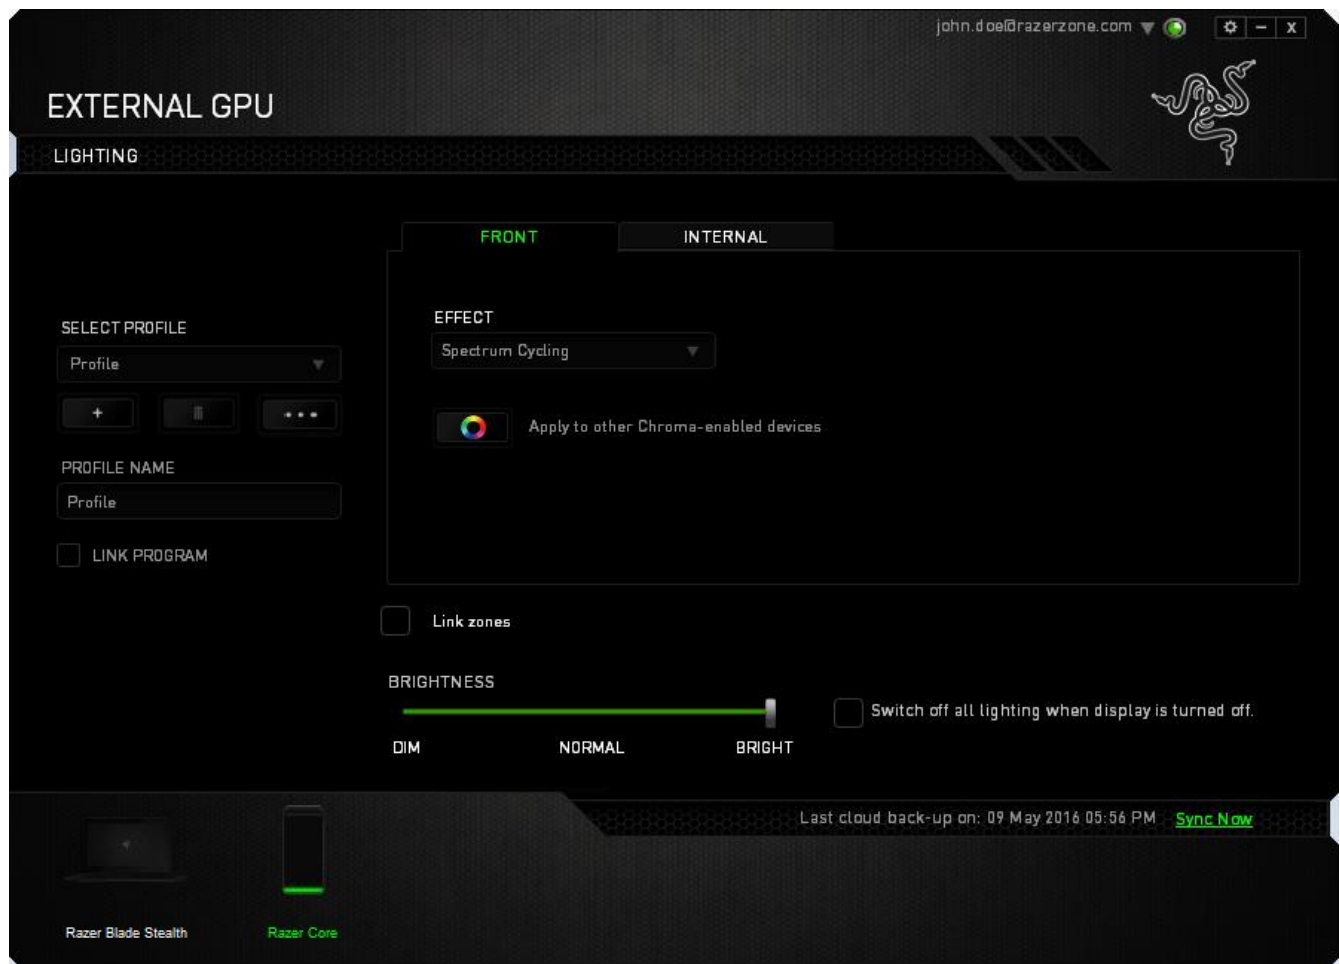 john.doe@razerzone.com
EXTERNAL GPU
LIGHTING
FRONT
INTERNAL
SELECT PROFILE
Profile
PROFILE NAME
Profile
LINK PROGRAM
EFFECT
Spectrum Cycling
Apply to other Chroma-enabled devices
Link zones
BRIGHTNESS
DIM
NORMAL
BRIGHT
Switch off all lighting when display is turned off.
Last cloud back-up on: 09 May 2016 05:56 PM
Sync Now
Razer Blade Stealth
Razer Core